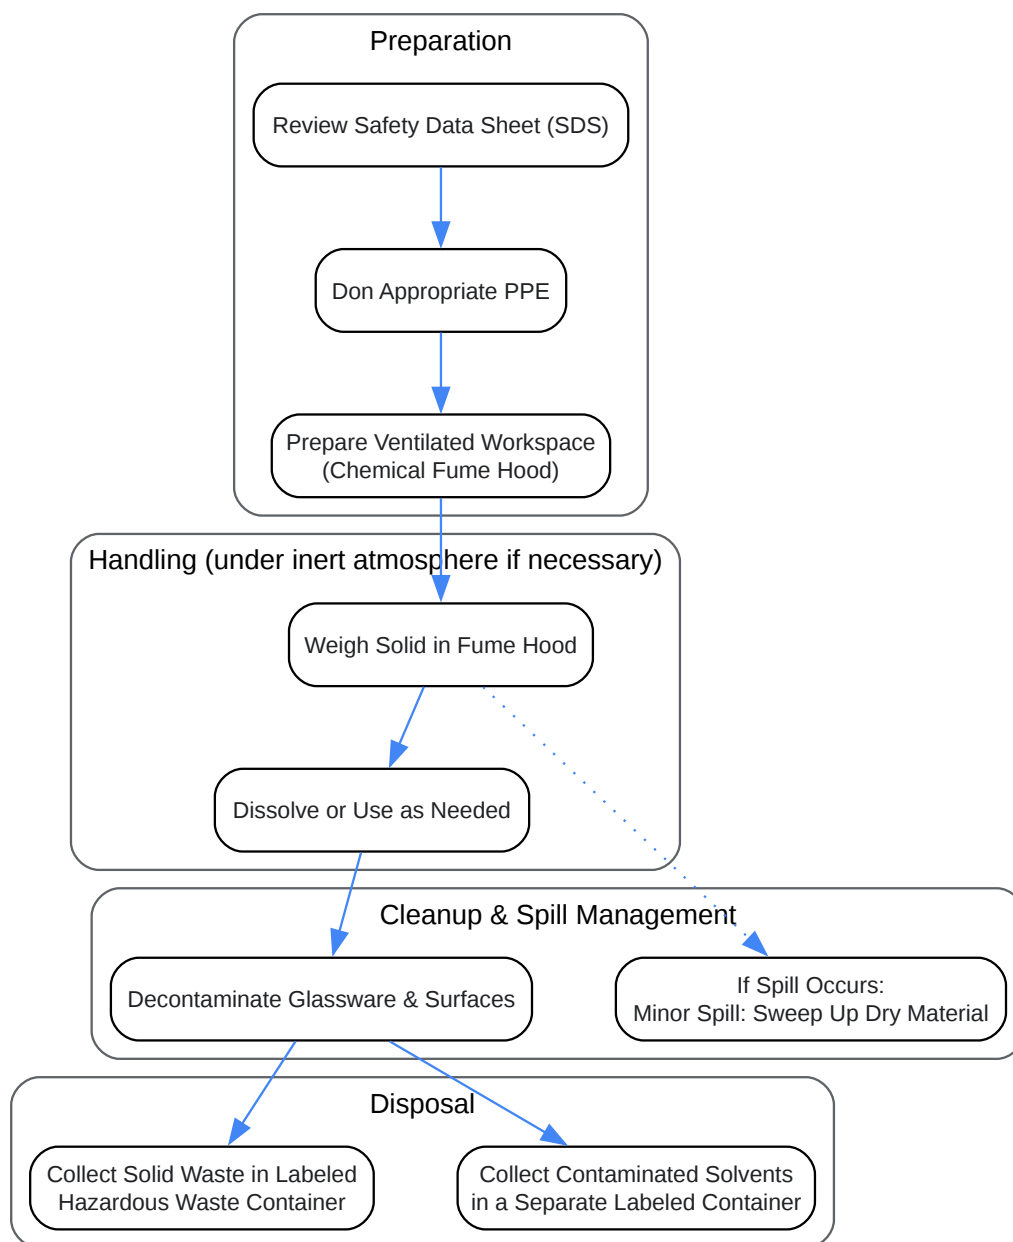 Preparation
Review Safety Data Sheet (SDS)
Don Appropriate PPE
Prepare Ventilated Workspace
(Chemical Fume Hood)
Handling (under inert atmosphere if necessary)
Weigh Solid in Fume Hood
Dissolve or Use as Needed
Cleanup & Spill Management
Decontaminate Glassware & Surfaces
If Spill Occurs:
Minor Spill: Sweep Up Dry Material
Disposal
Collect Solid Waste in Labeled
Hazardous Waste Container
Collect Contaminated Solvents
in a Separate Labeled Container